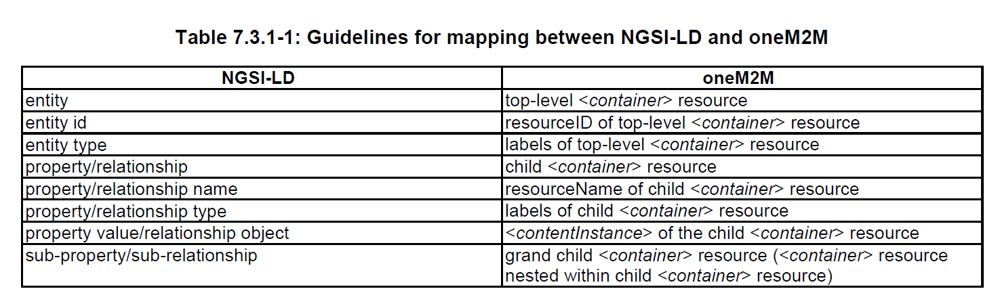 Table 7.3.1-1: Guidelines for mapping between NGSI-LD and oneM2M
NGSI-LD oneM2M
entity top-level <container> resource
entity id resourceID of top-level <container> resource
entity type labels of top-level <container> resource
property/relationship child <container> resource
property/relationship name resourceName of child <container> resource
property/relationship type labels of child <container> resource
property value/relationship object <contentInstance> of the child <container> resource
sub-property/sub-relationship grand child <container> resource (<container> resource
nested within child <container> resource)